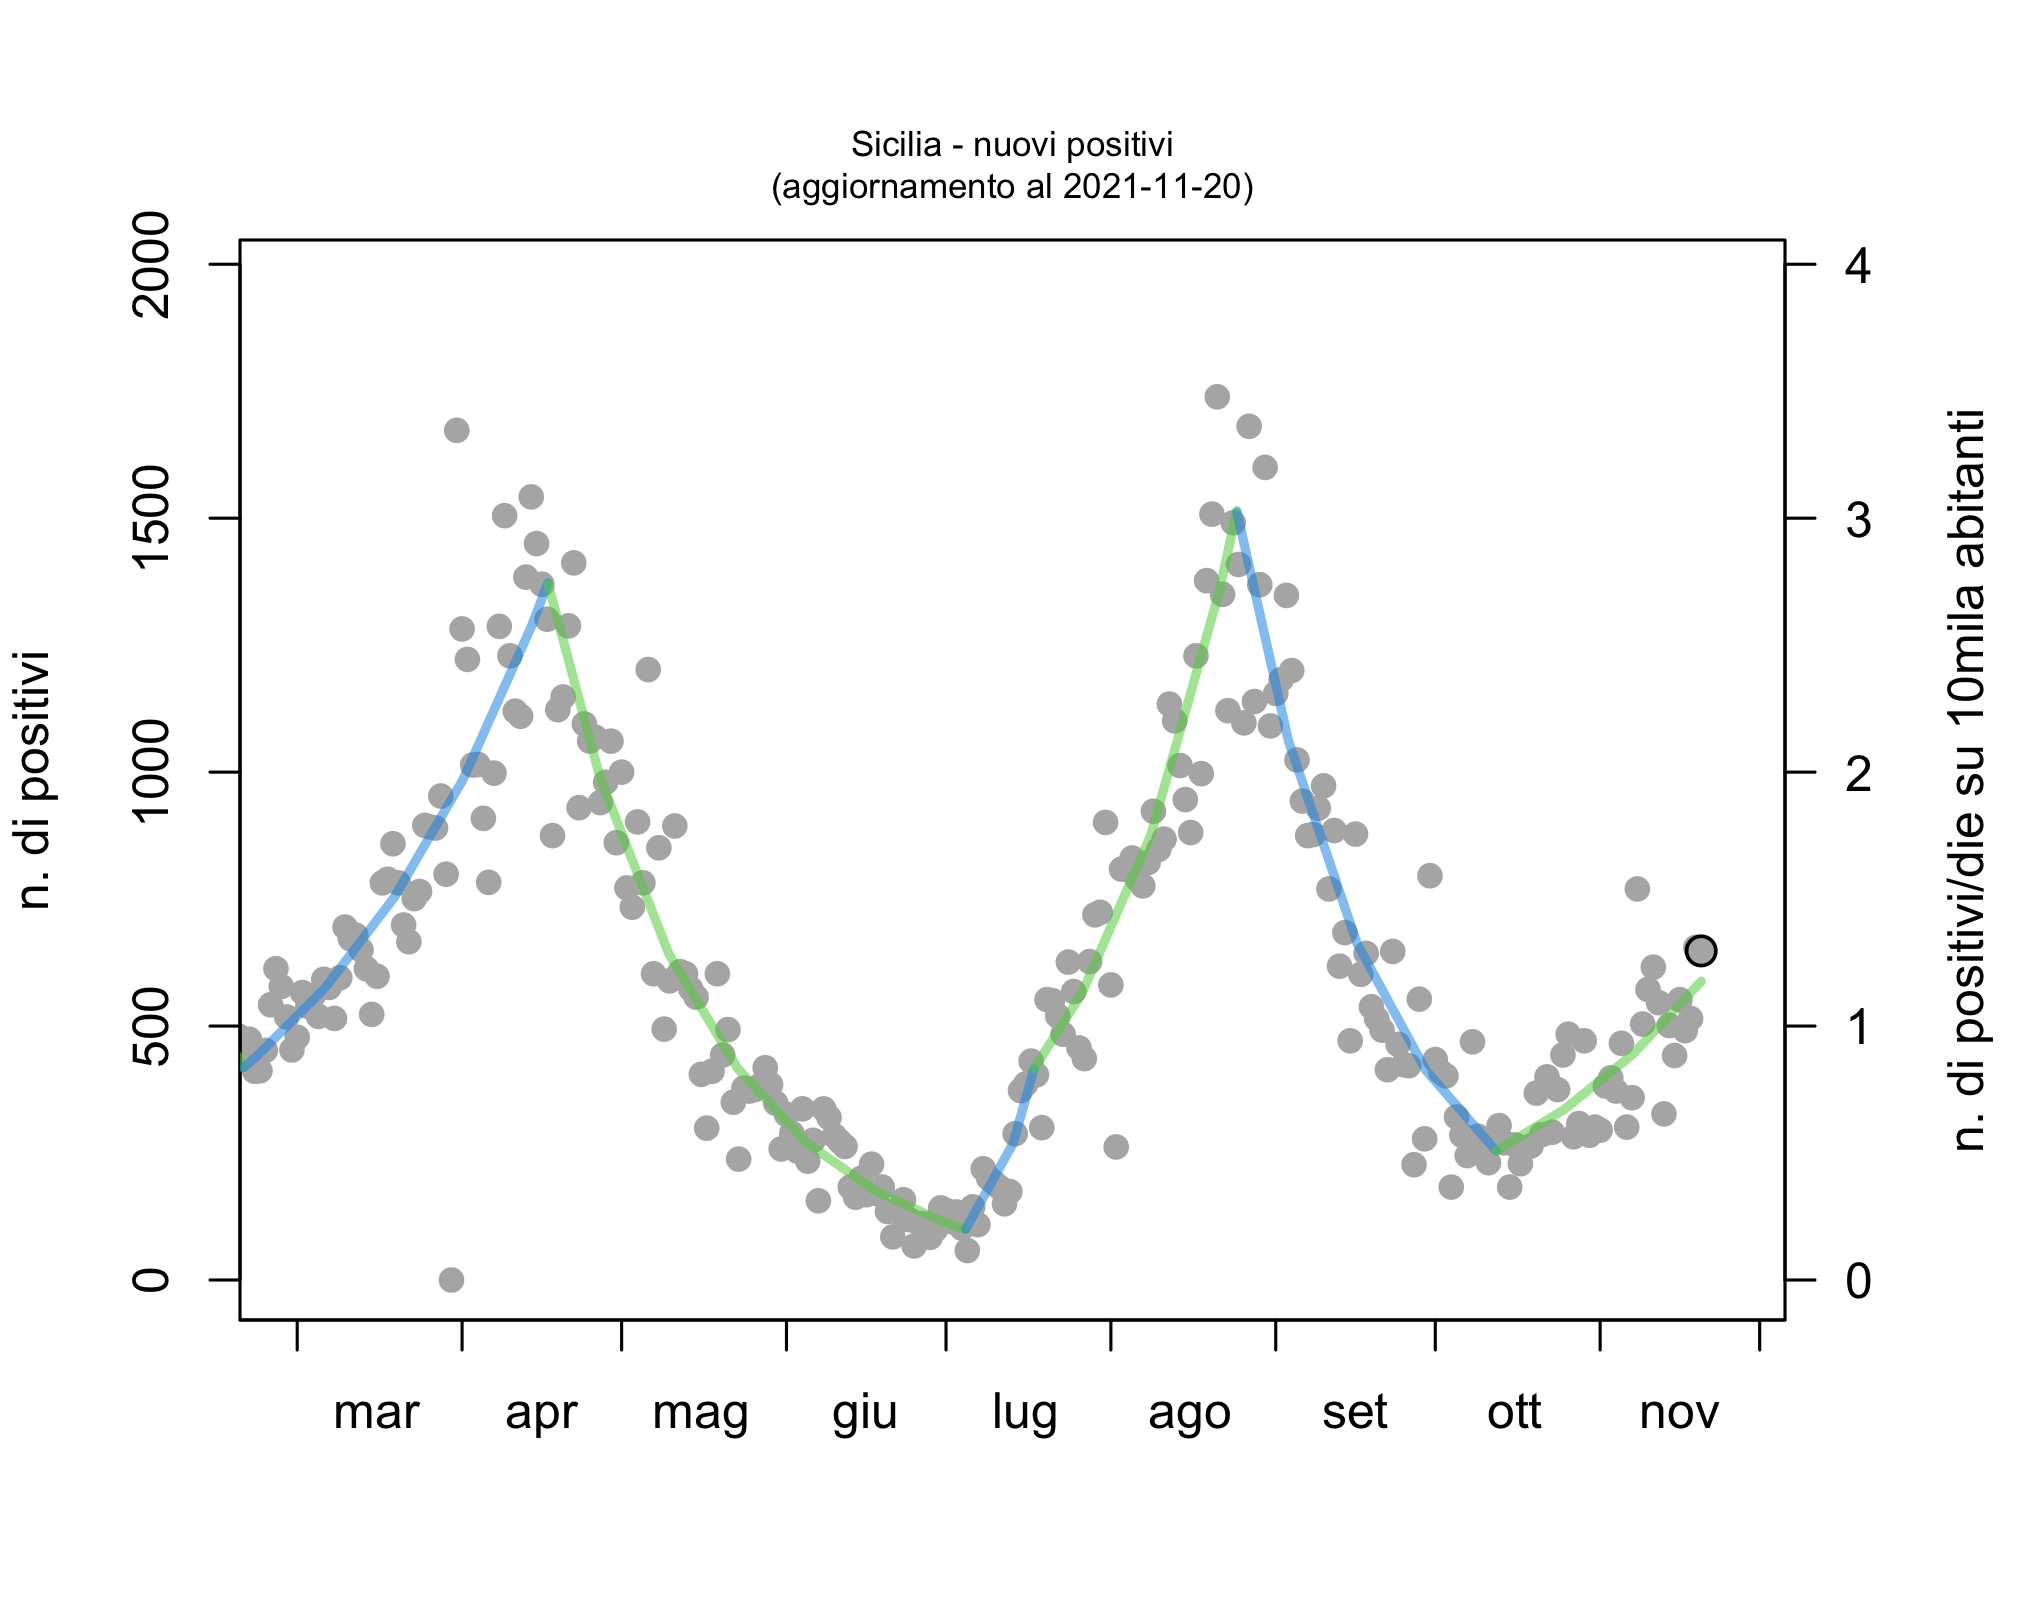 Sicilia - nuovi positivi
(aggiornamento al 2021-11-20)
n. di positivi
2000
1500
1000
500
0
4
3
2
1
0
n. di positivi/die su 10mila abitanti
mar apr mag giu lug ago set ott nov